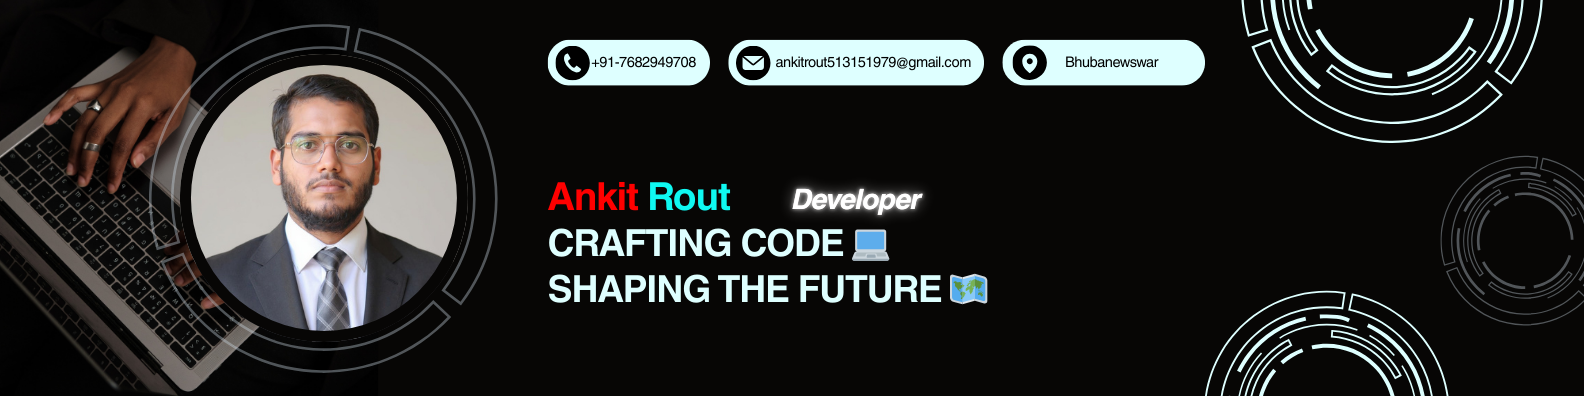 +91-7682949708 ankitrout513151979@gmail.com Bhubanewswar
Ankit Rout Developer
CRAFTING CODE 💻
SHAPING THE FUTURE 🗺️